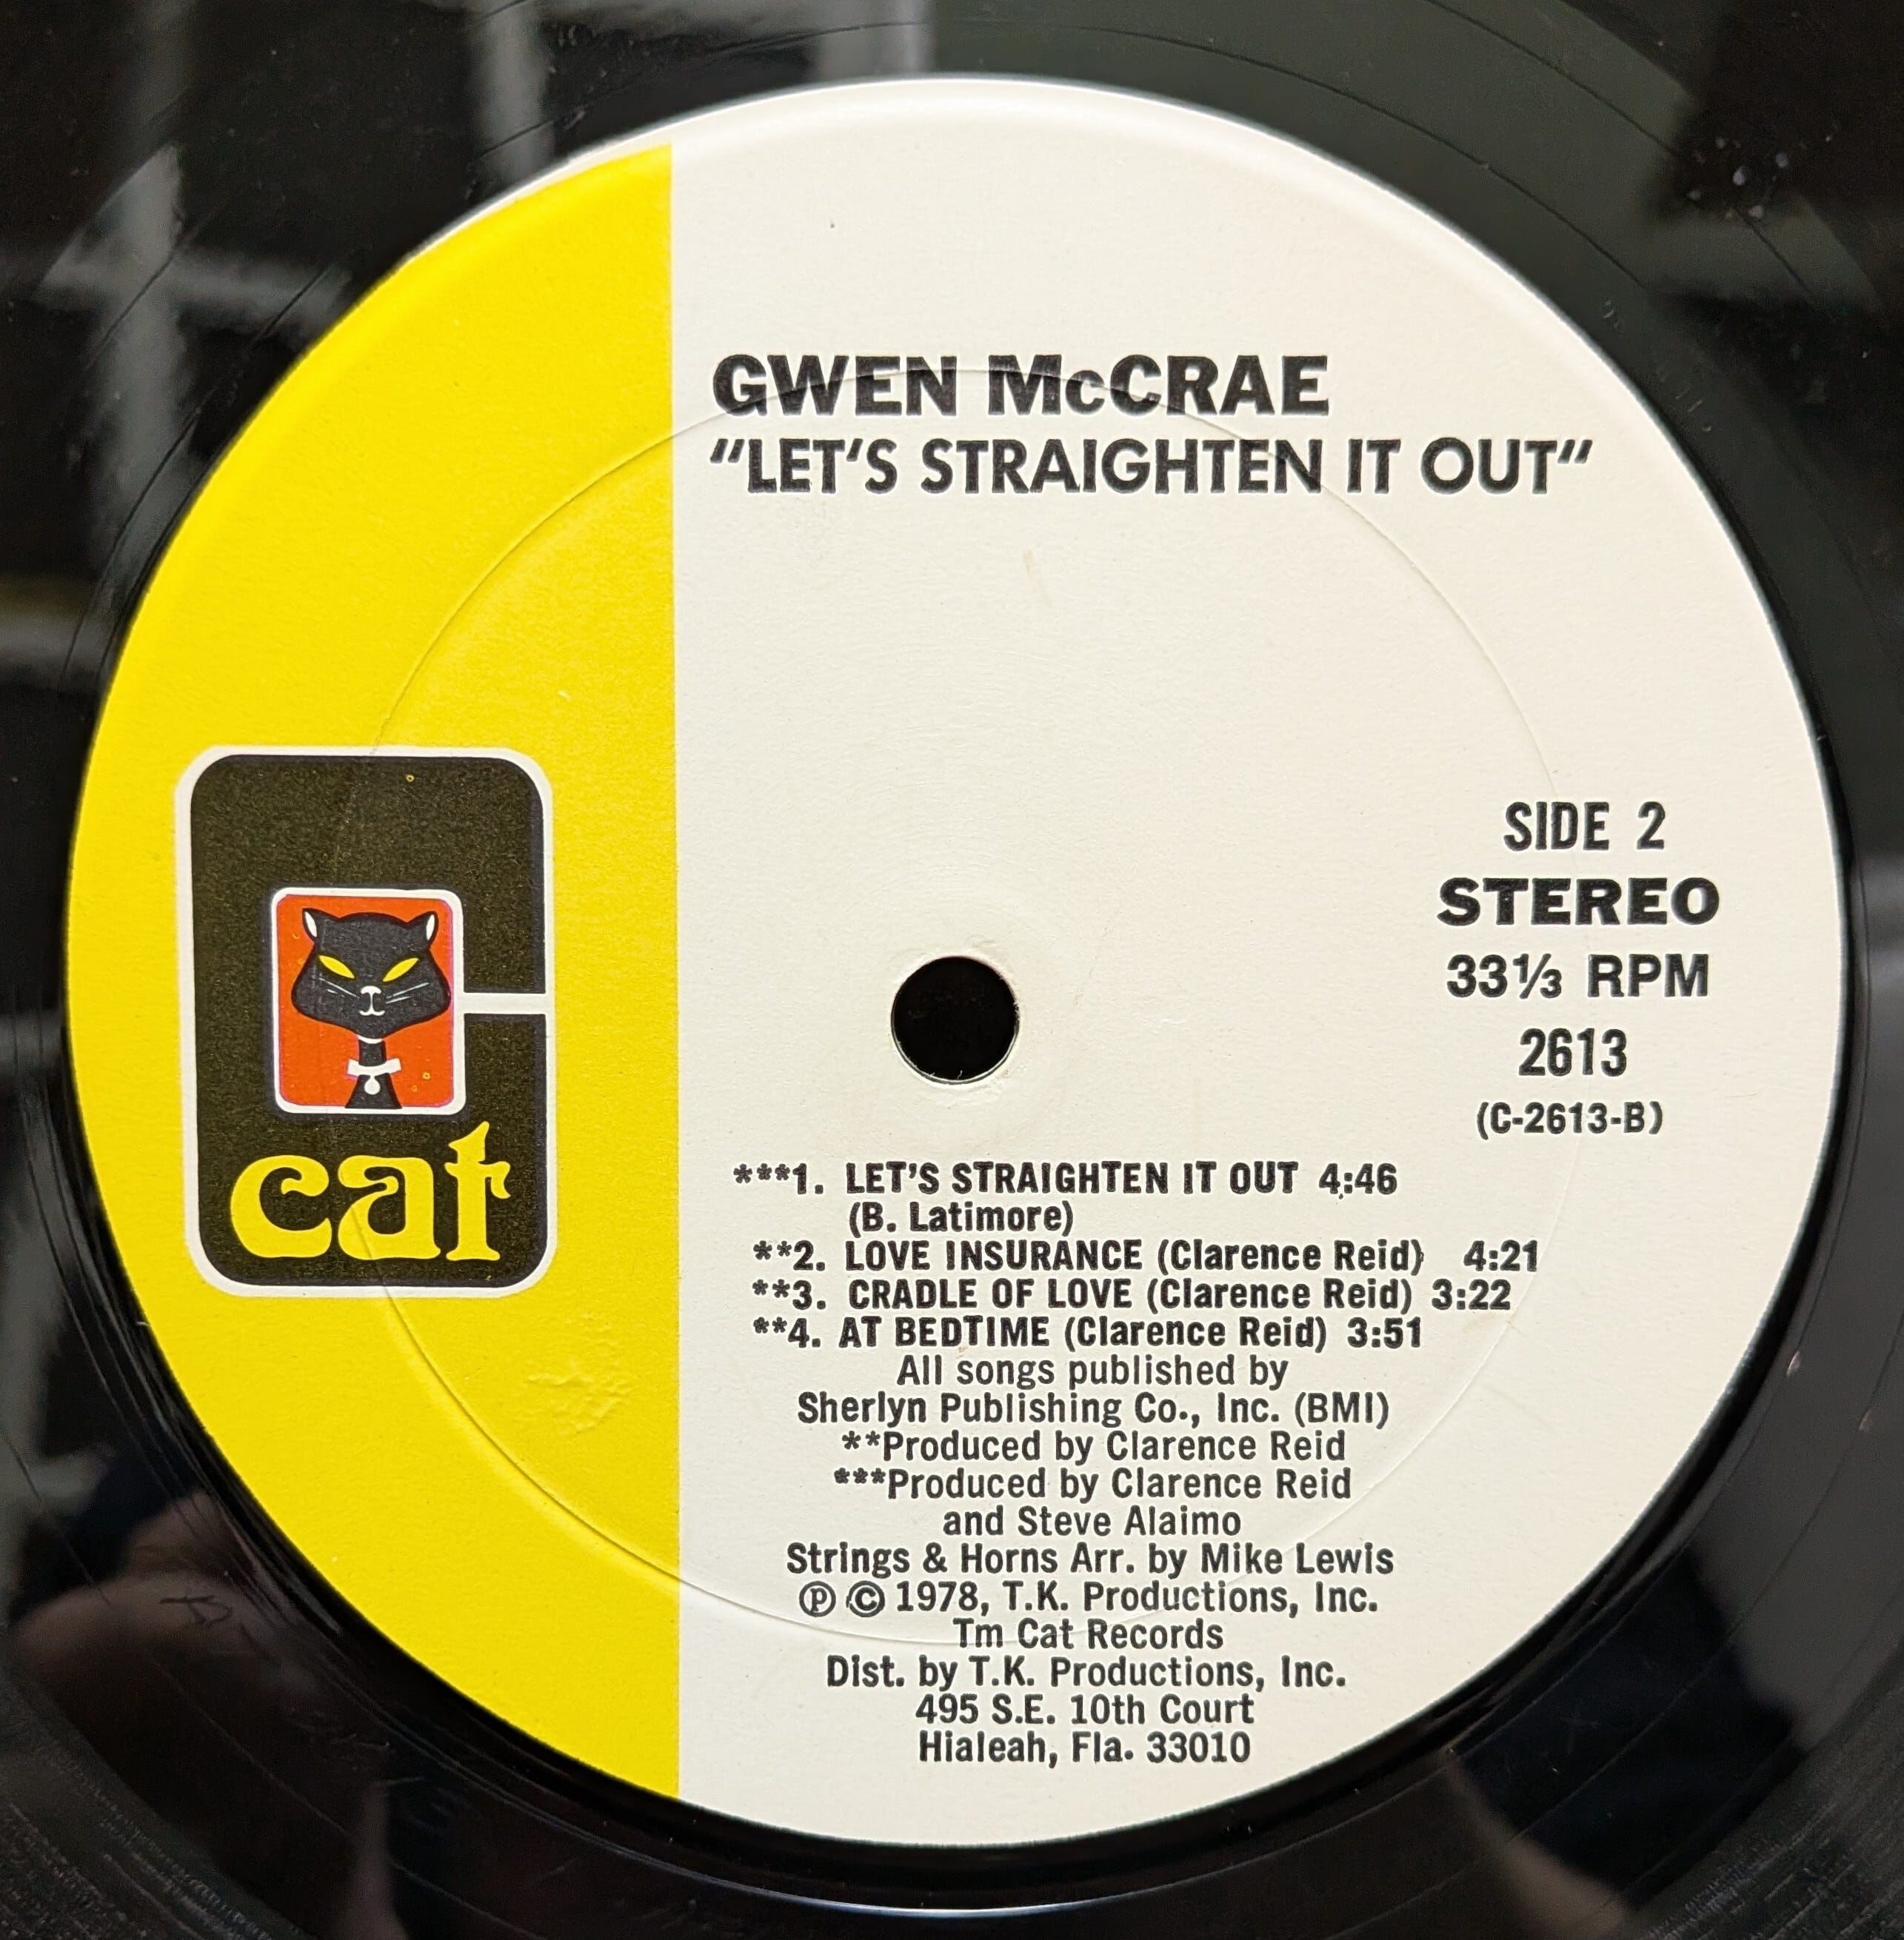 GWEN McCRAE
"LET'S STRAIGHTEN IT OUT"
SIDE 2
STEREO
33⅓ RPM
2613
(C-2613-B)
cat
***1. LET'S STRAIGHTEN IT OUT 4:46
(B. Latimore)
**2. LOVE INSURANCE (Clarence Reid) 4:21
**3. CRADLE OF LOVE (Clarence Reid) 3:22
**4. AT BEDTIME (Clarence Reid) 3:51
All songs published by
Sherlyn Publishing Co., Inc. (BMI)
**Produced by Clarence Reid
***Produced by Clarence Reid
and Steve Alaimo
Strings & Horns Arr. by Mike Lewis
Ⓟ © 1978, T.K. Productions, Inc.
Tm Cat Records
Dist. by T.K. Productions, Inc.
495 S.E. 10th Court
Hialeah, Fla. 33010